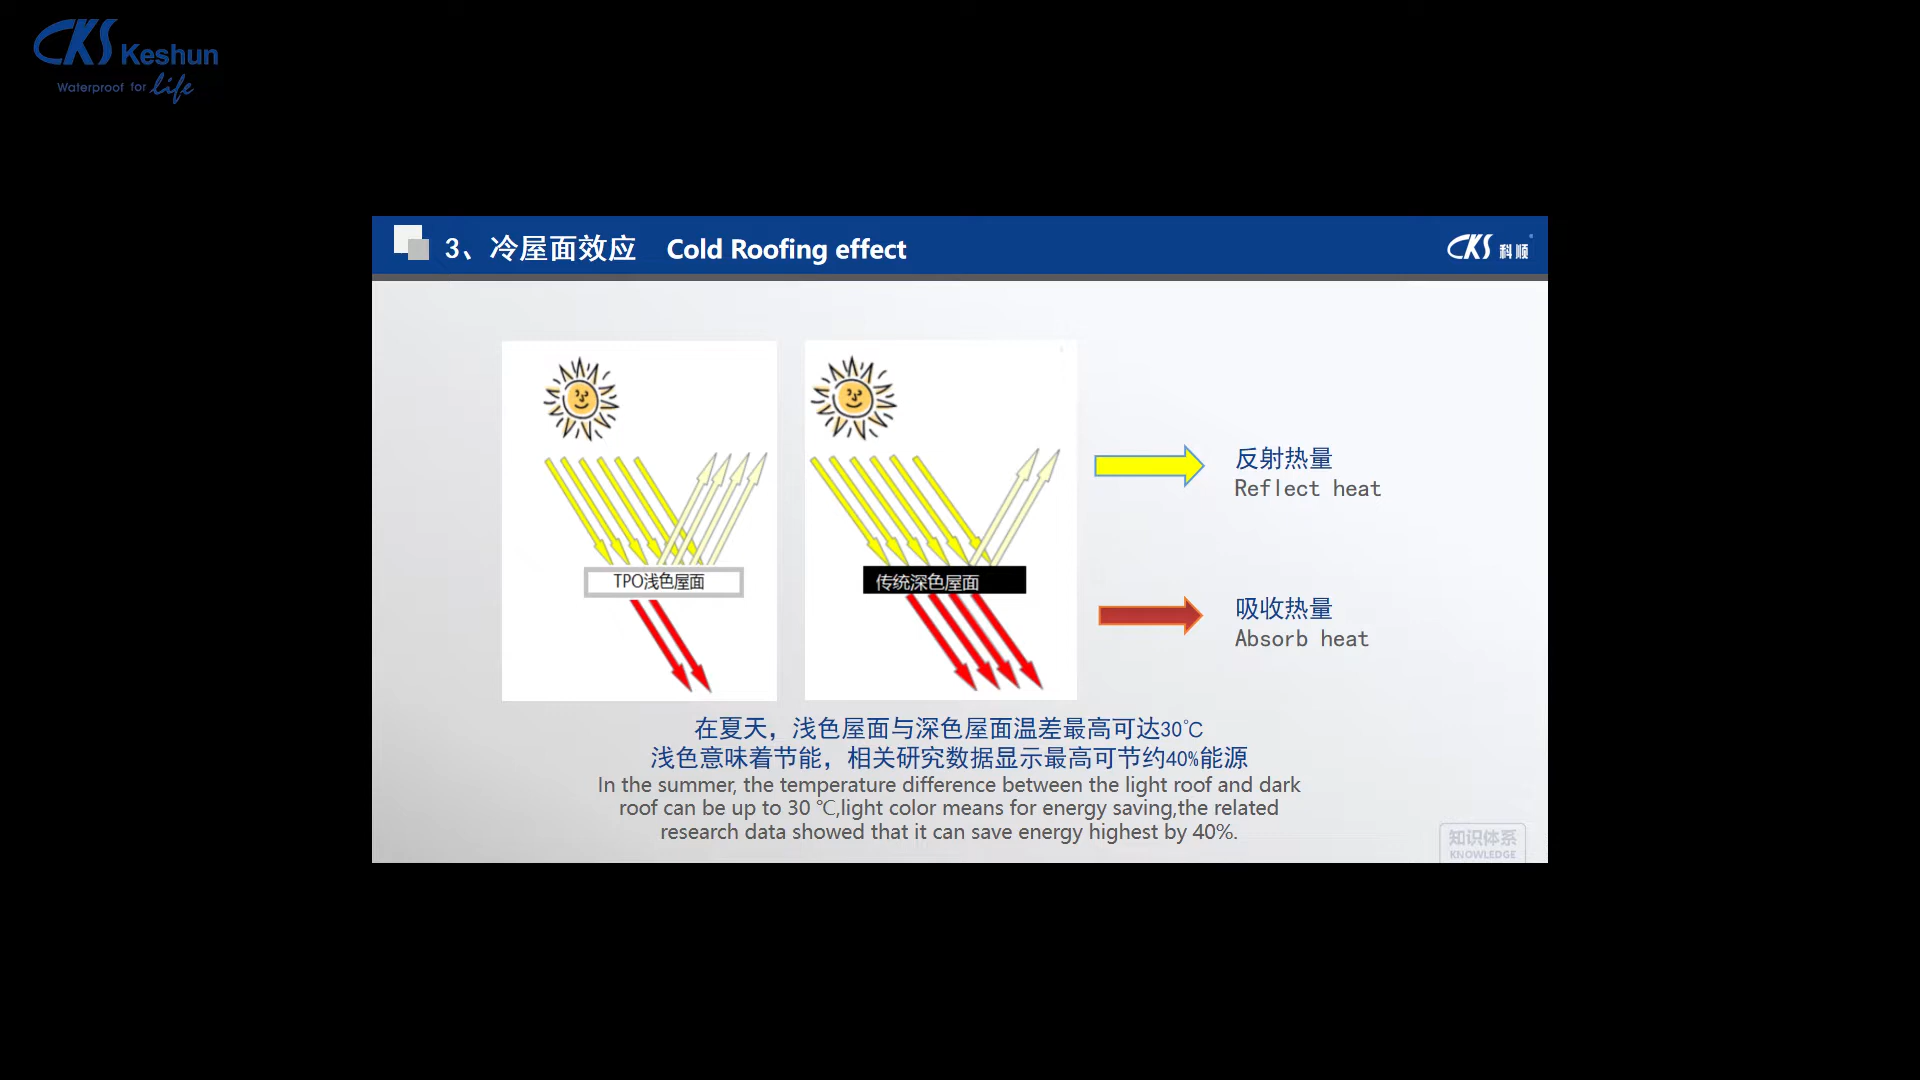 CKS Keshun
Waterproof for life
3、冷屋面效应 Cold Roofing effect
CKS 科顺
TPO浅色屋面
传统深色屋面
反射热量
Reflect heat
吸收热量
Absorb heat
在夏天，浅色屋面与深色屋面温差最高可达30℃
浅色意味着节能，相关研究数据显示最高可节约40%能源
In the summer, the temperature difference between the light roof and dark
roof can be up to 30 ℃,light color means for energy saving,the related
research data showed that it can save energy highest by 40%.
知识体系
KNOWLEDGE